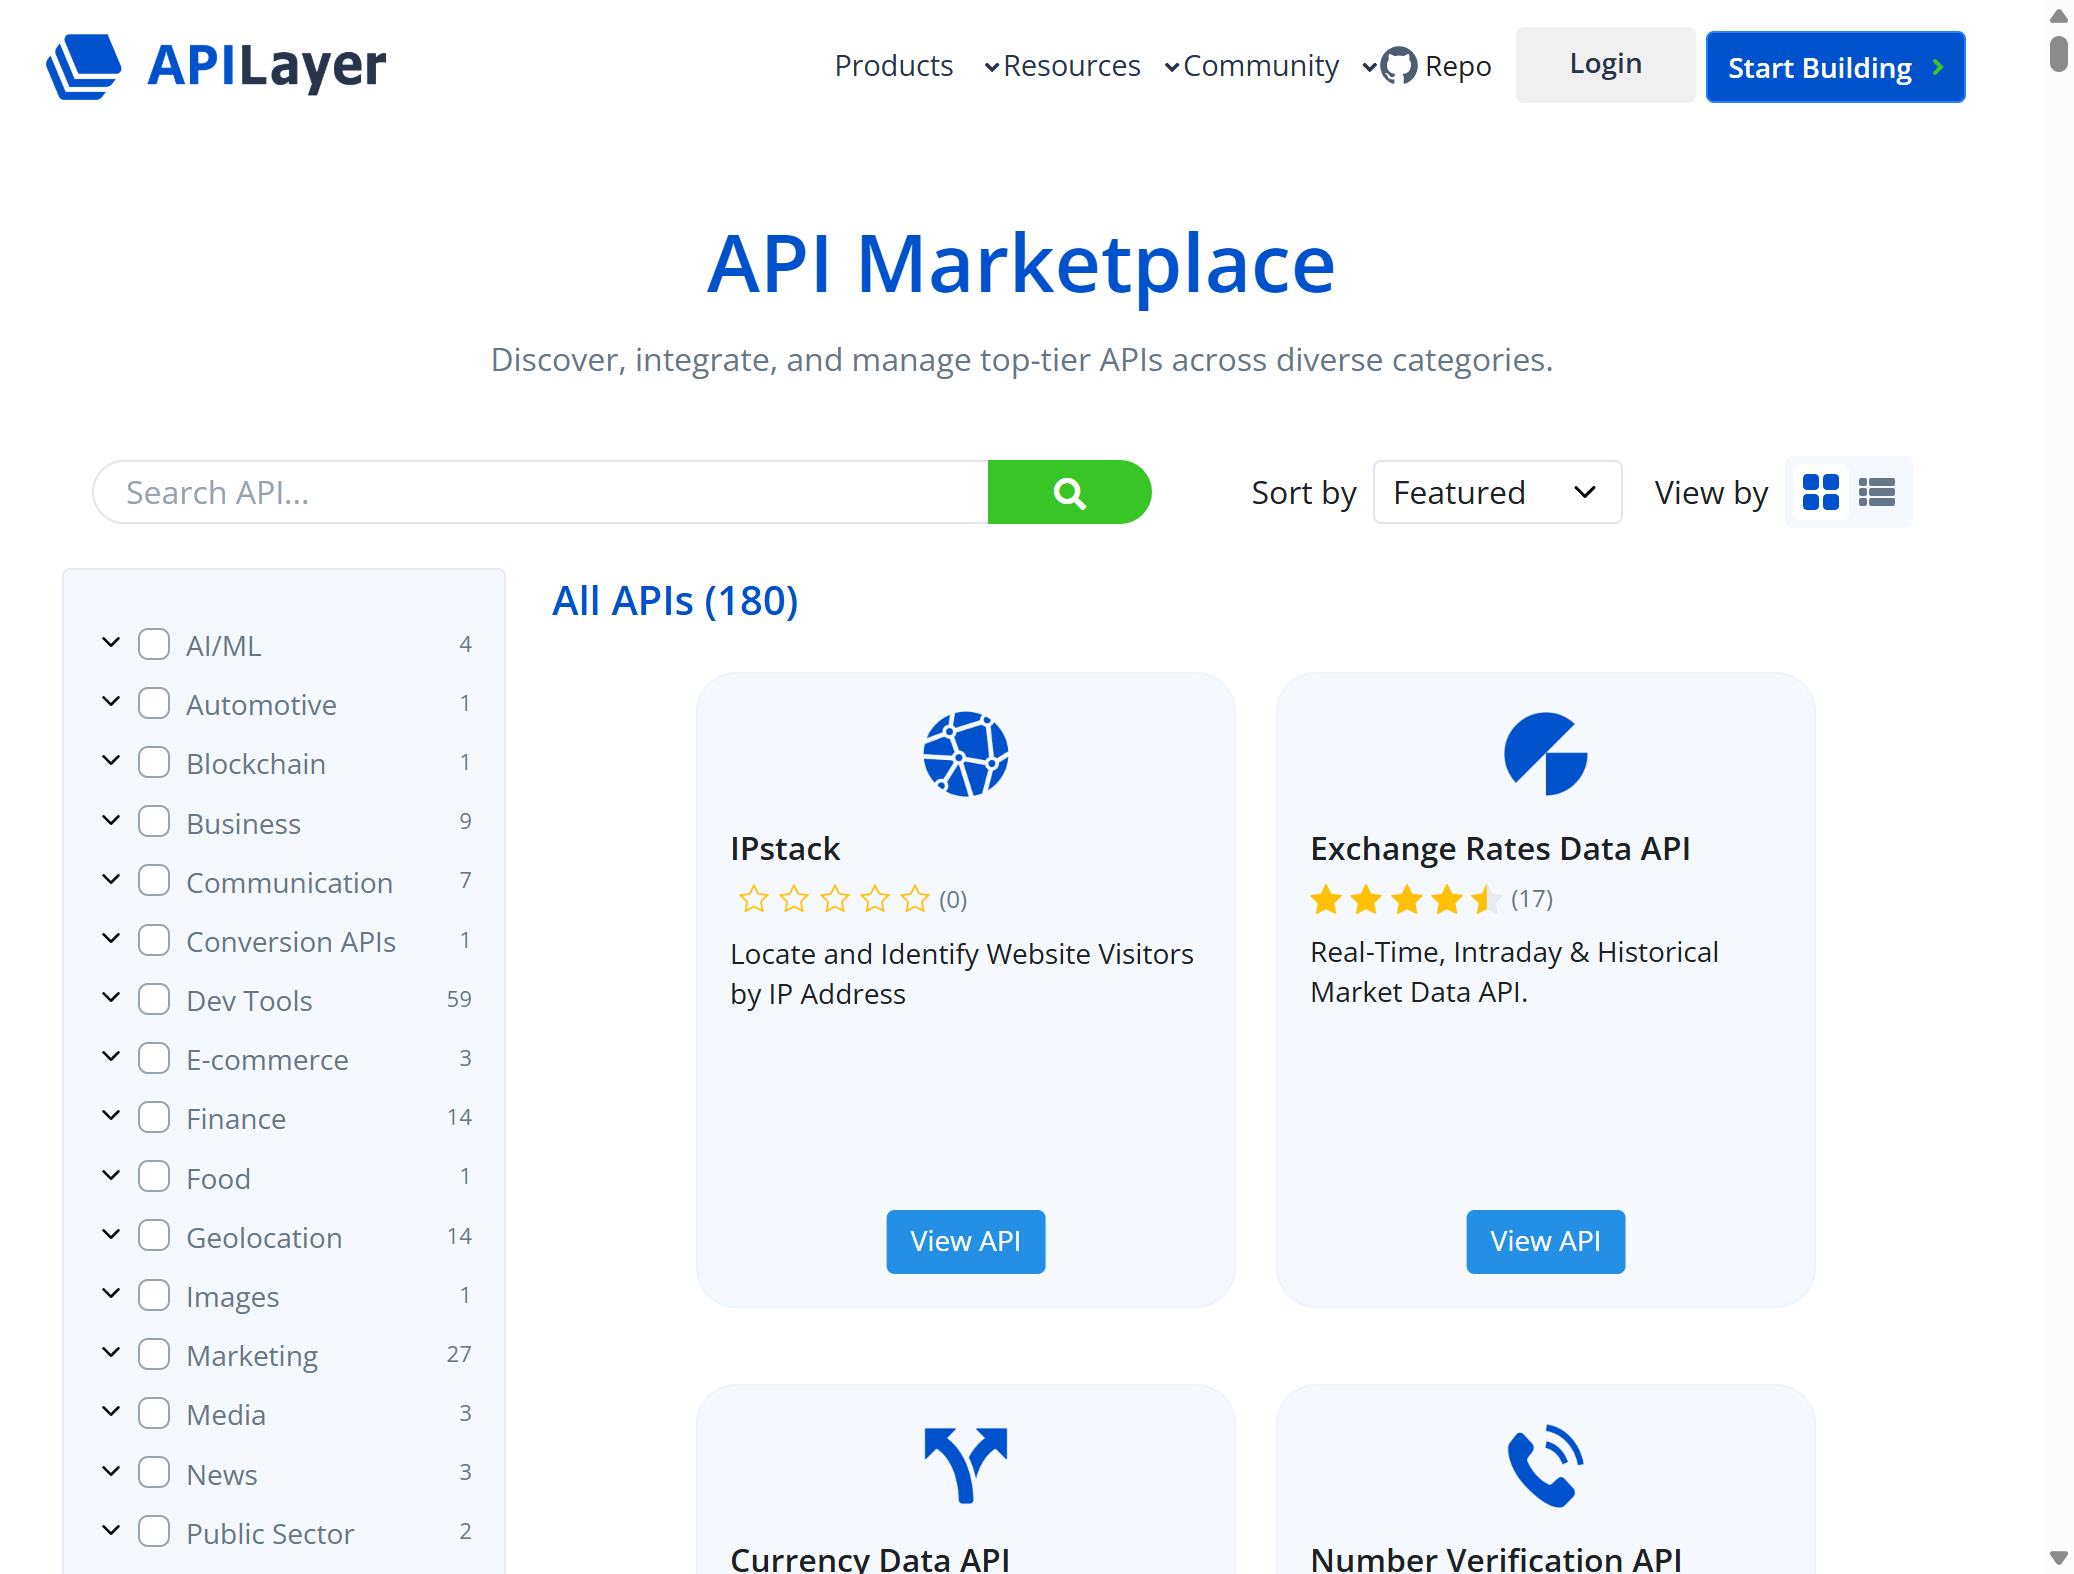 APILayer
Products Resources Community Repo Login Start Building
API Marketplace
Discover, integrate, and manage top-tier APIs across diverse categories.
Search API...
Sort by Featured View by
All APIs (180)
AI/ML 4
Automotive 1
Blockchain 1
Business 9
Communication 7
Conversion APIs 1
Dev Tools 59
E-commerce 3
Finance 14
Food 1
Geolocation 14
Images 1
Marketing 27
Media 3
News 3
Public Sector 2
IPstack
(0)
Locate and Identify Website Visitors
by IP Address
View API
Exchange Rates Data API
(17)
Real-Time, Intraday & Historical
Market Data API.
View API
Currency Data API
Number Verification API